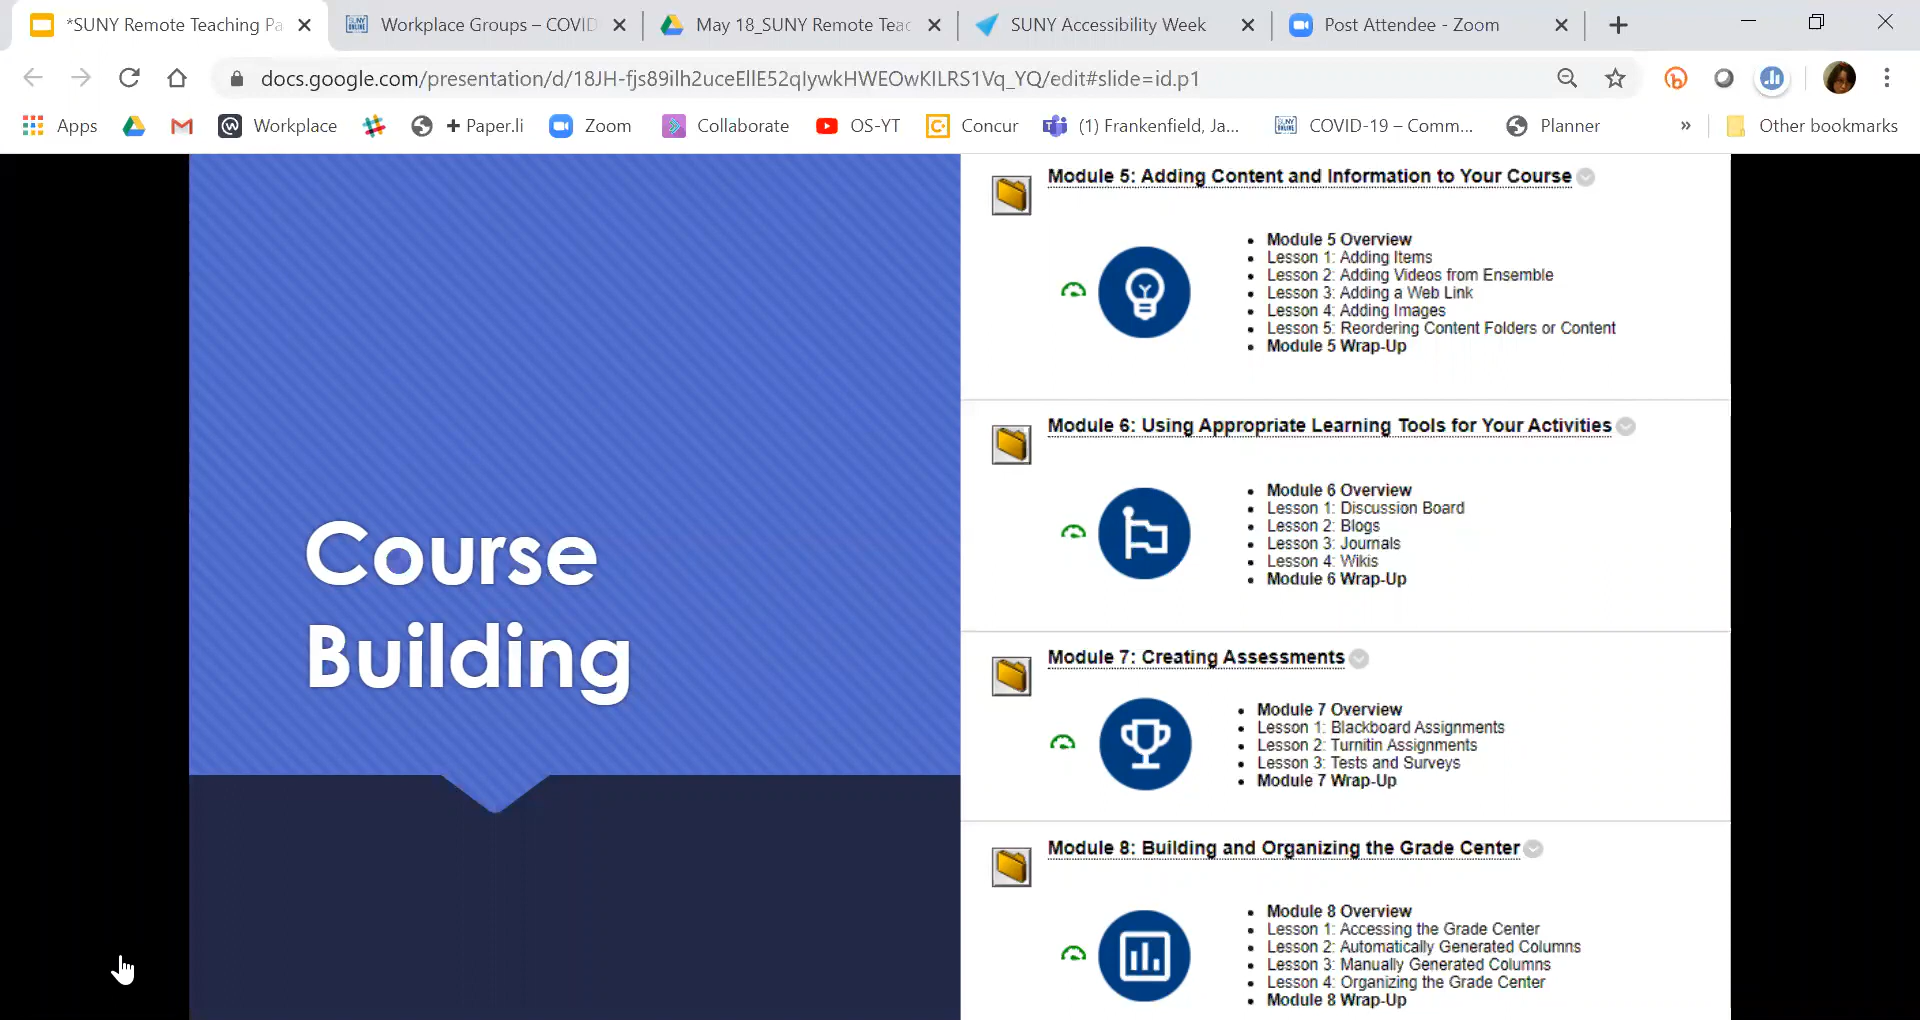 *SUNY Remote Teaching Pa
Workplace Groups – COVID
May 18_SUNY Remote Teac
SUNY Accessibility Week
Post Attendee - Zoom
docs.google.com/presentation/d/18JH-fjs89ilh2uceEllE52qIywkHWEOwKILRS1Vq_YQ/edit#slide=id.p1
Apps
Workplace
+ Paper.li
Zoom
Collaborate
OS-YT
Concur
(1) Frankenfield, Ja...
COVID-19 – Comm...
Planner
»
Other bookmarks
Course
Building
Module 5: Adding Content and Information to Your Course
Module 5 Overview
Lesson 1: Adding Items
Lesson 2: Adding Videos from Ensemble
Lesson 3: Adding a Web Link
Lesson 4: Adding Images
Lesson 5: Reordering Content Folders or Content
Module 5 Wrap-Up
Module 6: Using Appropriate Learning Tools for Your Activities
Module 6 Overview
Lesson 1: Discussion Board
Lesson 2: Blogs
Lesson 3: Journals
Lesson 4: Wikis
Module 6 Wrap-Up
Module 7: Creating Assessments
Module 7 Overview
Lesson 1: Blackboard Assignments
Lesson 2: Turnitin Assignments
Lesson 3: Tests and Surveys
Module 7 Wrap-Up
Module 8: Building and Organizing the Grade Center
Module 8 Overview
Lesson 1: Accessing the Grade Center
Lesson 2: Automatically Generated Columns
Lesson 3: Manually Generated Columns
Lesson 4: Organizing the Grade Center
Module 8 Wrap-Up